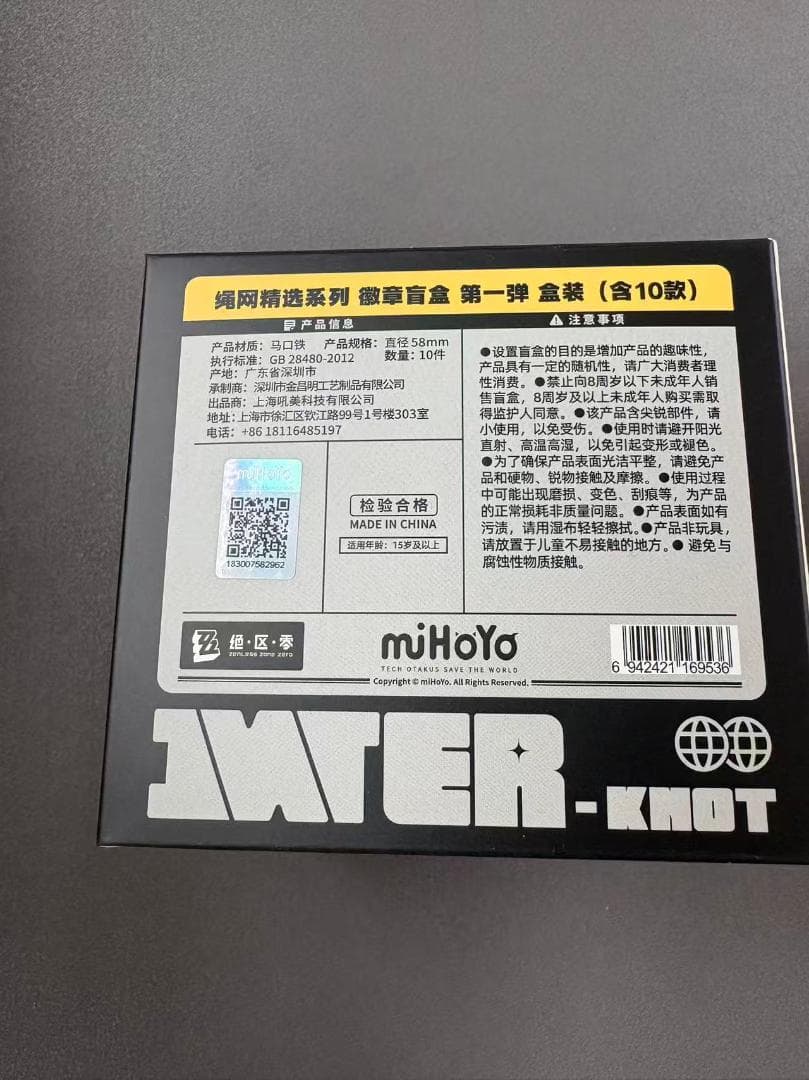 绳网精选系列 徽章盲盒 第一弹 盒装（含10款）
产品信息
产品材质：马口铁 产品规格：直径58mm
执行标准：GB 28480-2012 数量：10件
产地：广东省深圳市
承制商：深圳市金昌明工艺制品有限公司
出品商：上海吼美科技有限公司
地址：上海市徐汇区钦江路99号1号楼303室
电话：+86 18116485197
注意事项
●设置盲盒的目的是增加产品的趣味性，
产品具有一定的随机性，请广大消费者理
性消费。●禁止向8周岁以下未成年人销
售盲盒，8周岁及以上未成年人购买需取
得监护人同意。●该产品含尖锐部件，请
小心使用，以免受伤。●使用时请避开阳光
直射、高温高湿，以免引起变形或褪色。
●为了确保产品表面光洁平整，请避免产
品和硬物、锐物接触及摩擦。●使用过程
中可能出现磨损、变色、刮痕等，为产品
的正常损耗非质量问题。●产品表面如有
污渍，请用湿布轻轻擦拭。●产品非玩具，
请放置于儿童不易接触的地方。●避免与
腐蚀性物质接触。
miHoYo
183007582962
检验合格
MADE IN CHINA
适用年龄：15岁及以上
绝·区·零
ZENLESS ZONE ZERO
miHoYo
TECH OTAKUS SAVE THE WORLD
Copyright © miHoYo. All Rights Reserved.
6 942421 169536
INTER
-KNOT